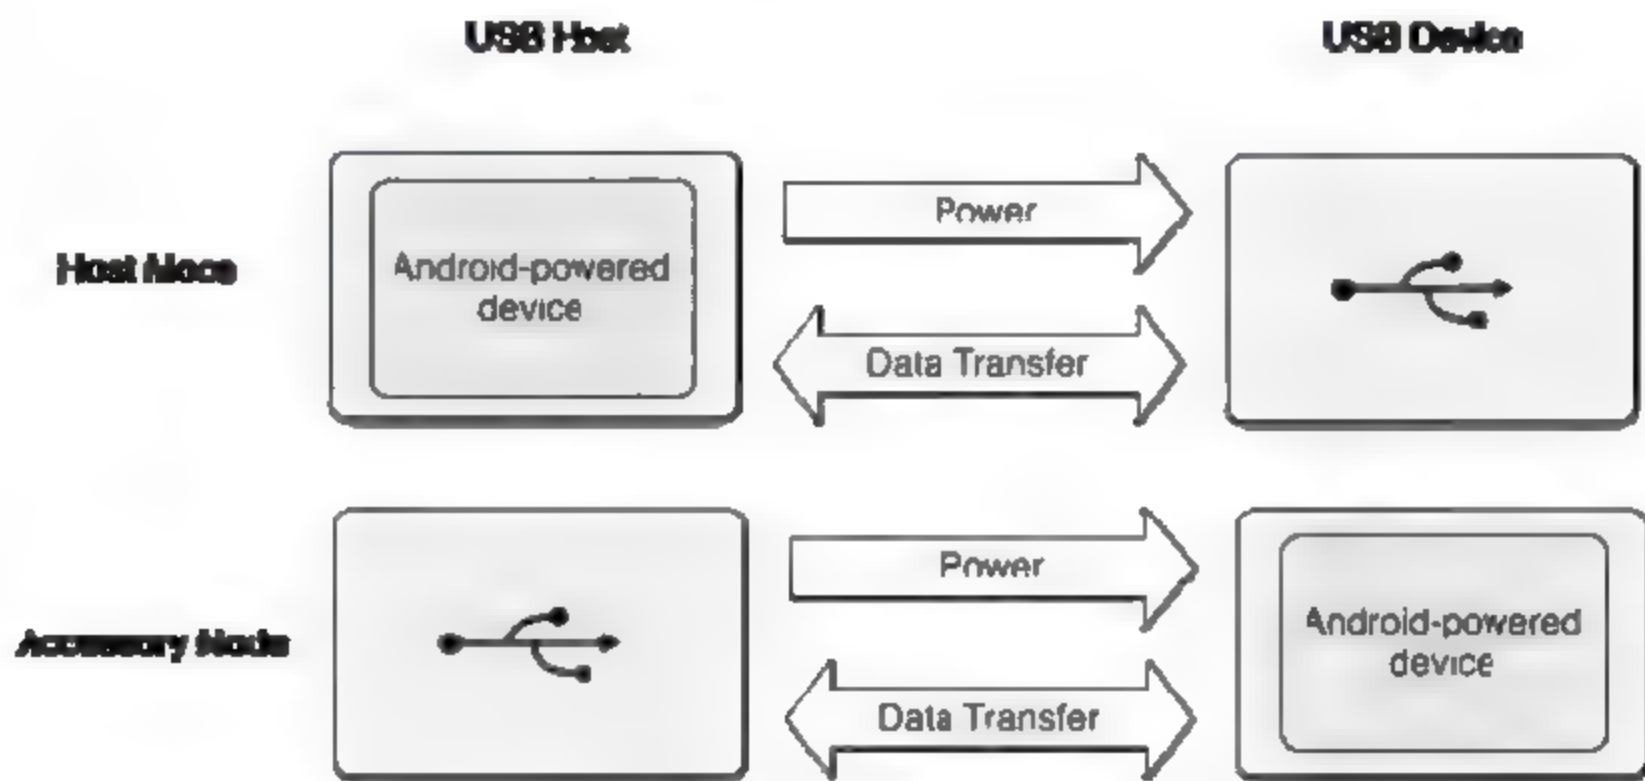 USB Host
USB Device
Host Mode
Android-powered
device
Power
Data Transfer
Accessory Mode
Power
Data Transfer
Android-powered
device